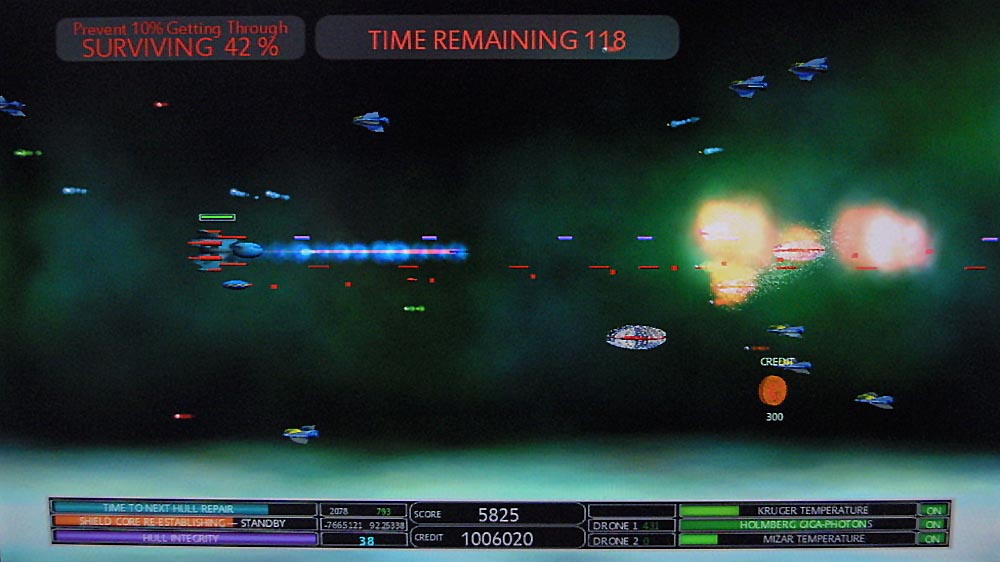 Prevent 10% Getting Through
SURVIVING 42 %
TIME REMAINING 118
CREDIT
300
TIME TO NEXT HULL REPAIR
SHIELD CORE RE-ESTABLISHING STANDBY
HULL INTEGRITY
2078 793
-7665121 9225338
38
SCORE 5825
CREDIT 1006020
DRONE 1 431
DRONE 2 0
KRUGER TEMPERATURE ON
HOLMBERG GIGA-PHOTONS ON
MIZAR TEMPERATURE ON